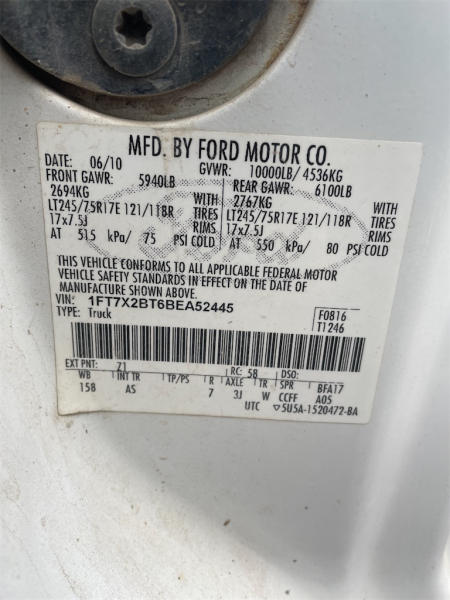 MFD. BY FORD MOTOR CO.
DATE: 06/10 GVWR: 10000LB/ 4536KG
FRONT GAWR: 5940LB REAR GAWR: 6100LB
2694KG WITH 2767KG WITH
LT245/75R17E 121/118R TIRES LT245/75R17E 121/118R TIRES
17x7.5J RIMS 17x7.5J RIMS
AT 515 kPa/ 75 PSI COLD AT 550 kPa/ 80 PSI COLD
THIS VEHICLE CONFORMS TO ALL APPLICABLE FEDERAL MOTOR
VEHICLE SAFETY STANDARDS IN EFFECT ON THE DATE OF
MANUFACTURE SHOWN ABOVE.
VIN: 1FT7X2BT6BEA52445 F0816
TYPE: Truck T1246
EXT PNT: Z1 RC: 58 DSO:
WB INT TR TP/PS R AXLE TR SPR BFA17
158 AS 7 3J W CCFF A05
UTC ▽5U5A-1520472-BA
Ford